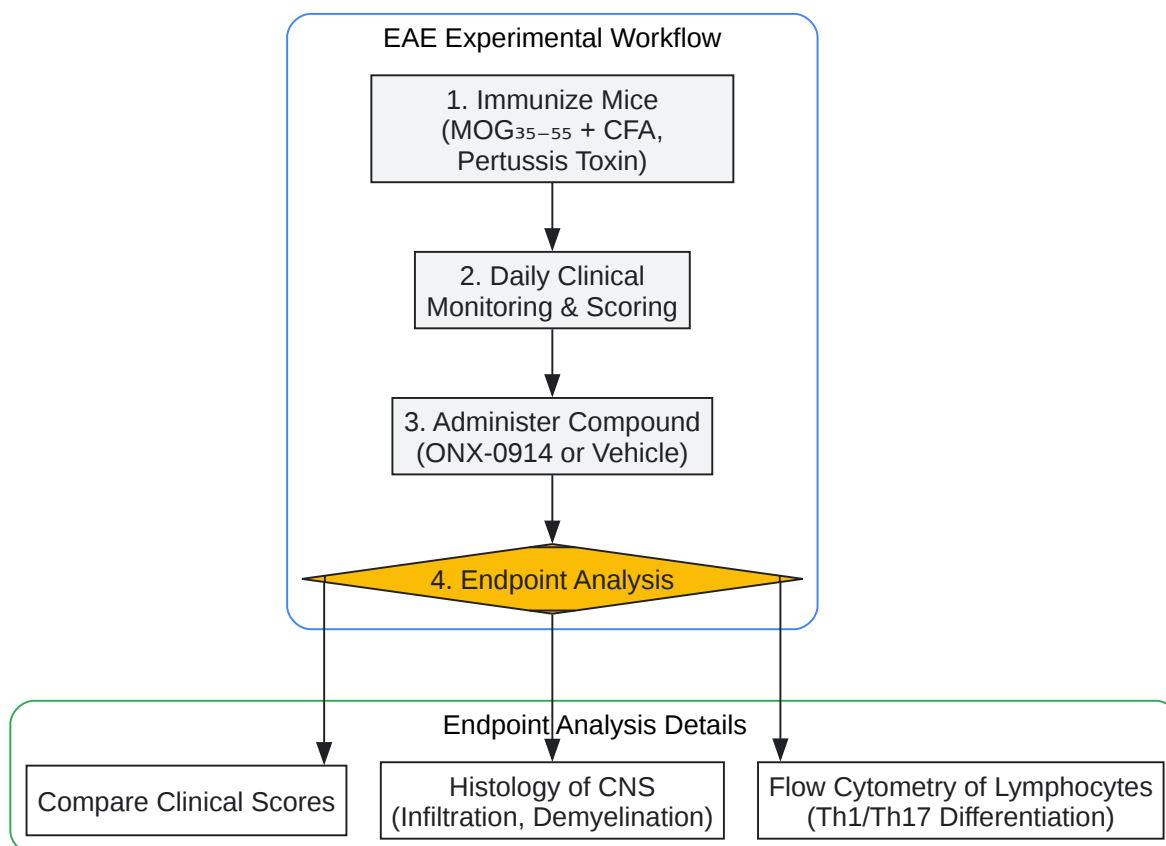 EAE Experimental Workflow
1. Immunize Mice
(MOG₃₅₋₅₅ + CFA,
Pertussis Toxin)
2. Daily Clinical
Monitoring & Scoring
3. Administer Compound
(ONX-0914 or Vehicle)
4. Endpoint Analysis
Endpoint Analysis Details
Compare Clinical Scores
Histology of CNS
(Infiltration, Demyelination)
Flow Cytometry of Lymphocytes
(Th1/Th17 Differentiation)